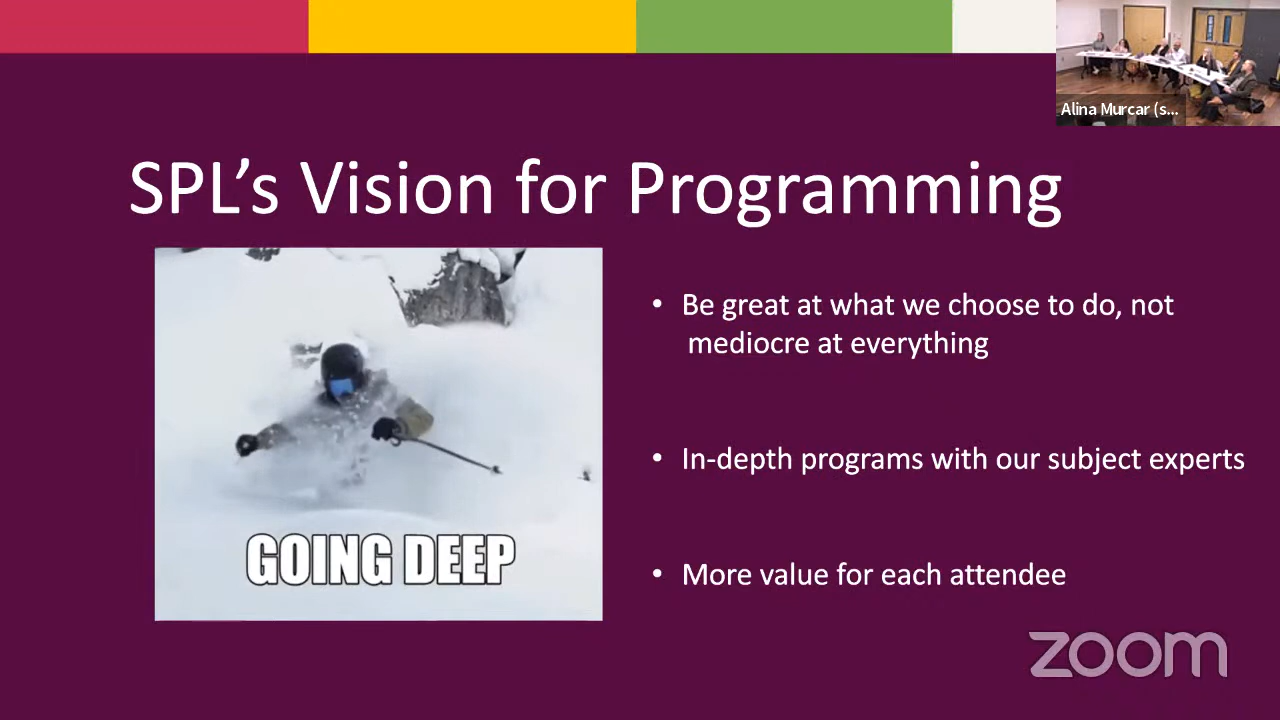 Alina Murcar (s...
SPL's Vision for Programming
• Be great at what we choose to do, not
mediocre at everything
• In-depth programs with our subject experts
• More value for each attendee
GOING DEEP
zoom